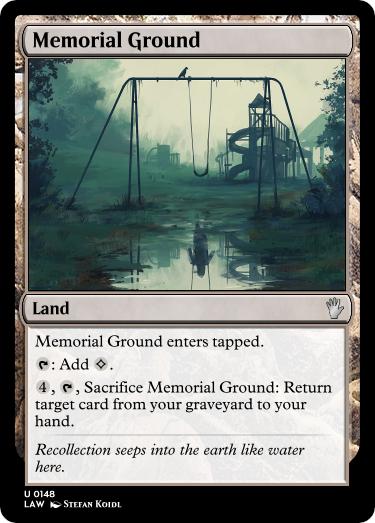 Memorial Ground
Land
Memorial Ground enters tapped.
: Add .
4, , Sacrifice Memorial Ground: Return
target card from your graveyard to your
hand.
Recollection seeps into the earth like water
here.
U 0148
LAW Stefan Koidl